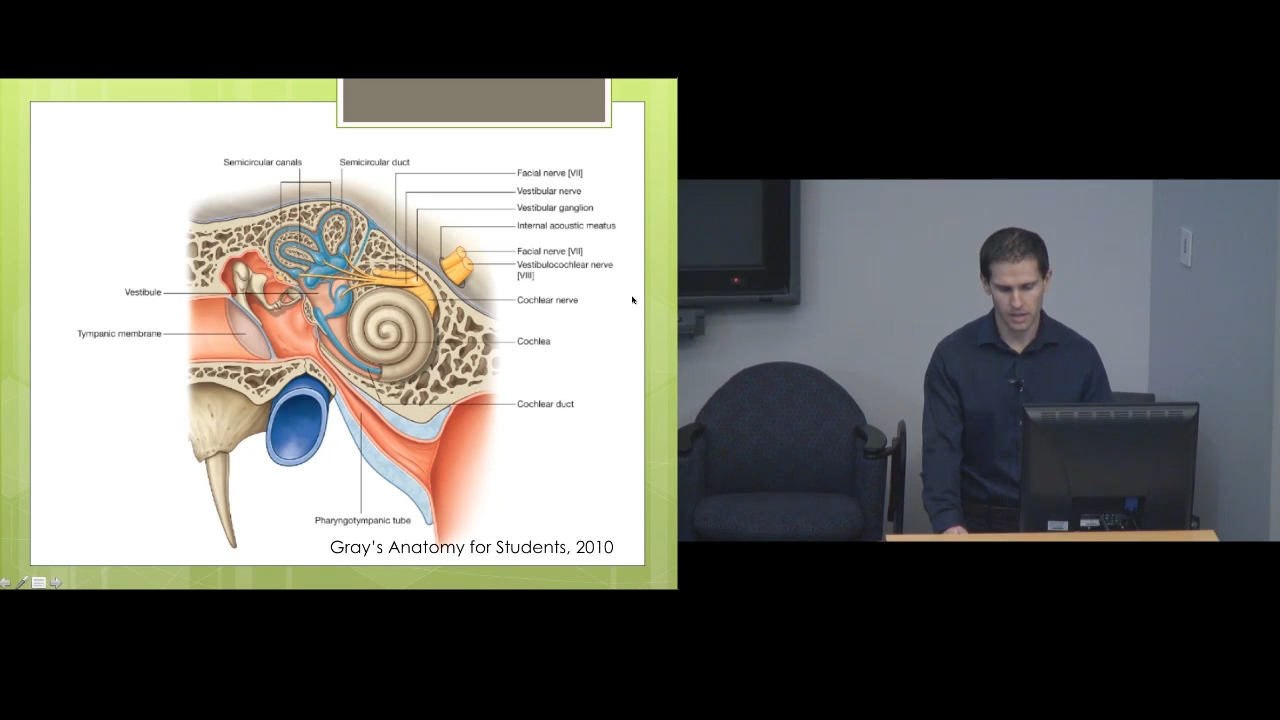 Semicircular canals
Semicircular duct
Facial nerve [VII]
Vestibular nerve
Vestibular ganglion
Internal acoustic meatus
Facial nerve [VII]
Vestibulocochlear nerve
[VIII]
Vestibule
Cochlear nerve
Tympanic membrane
Cochlea
Cochlear duct
Pharyngotympanic tube
Gray's Anatomy for Students, 2010